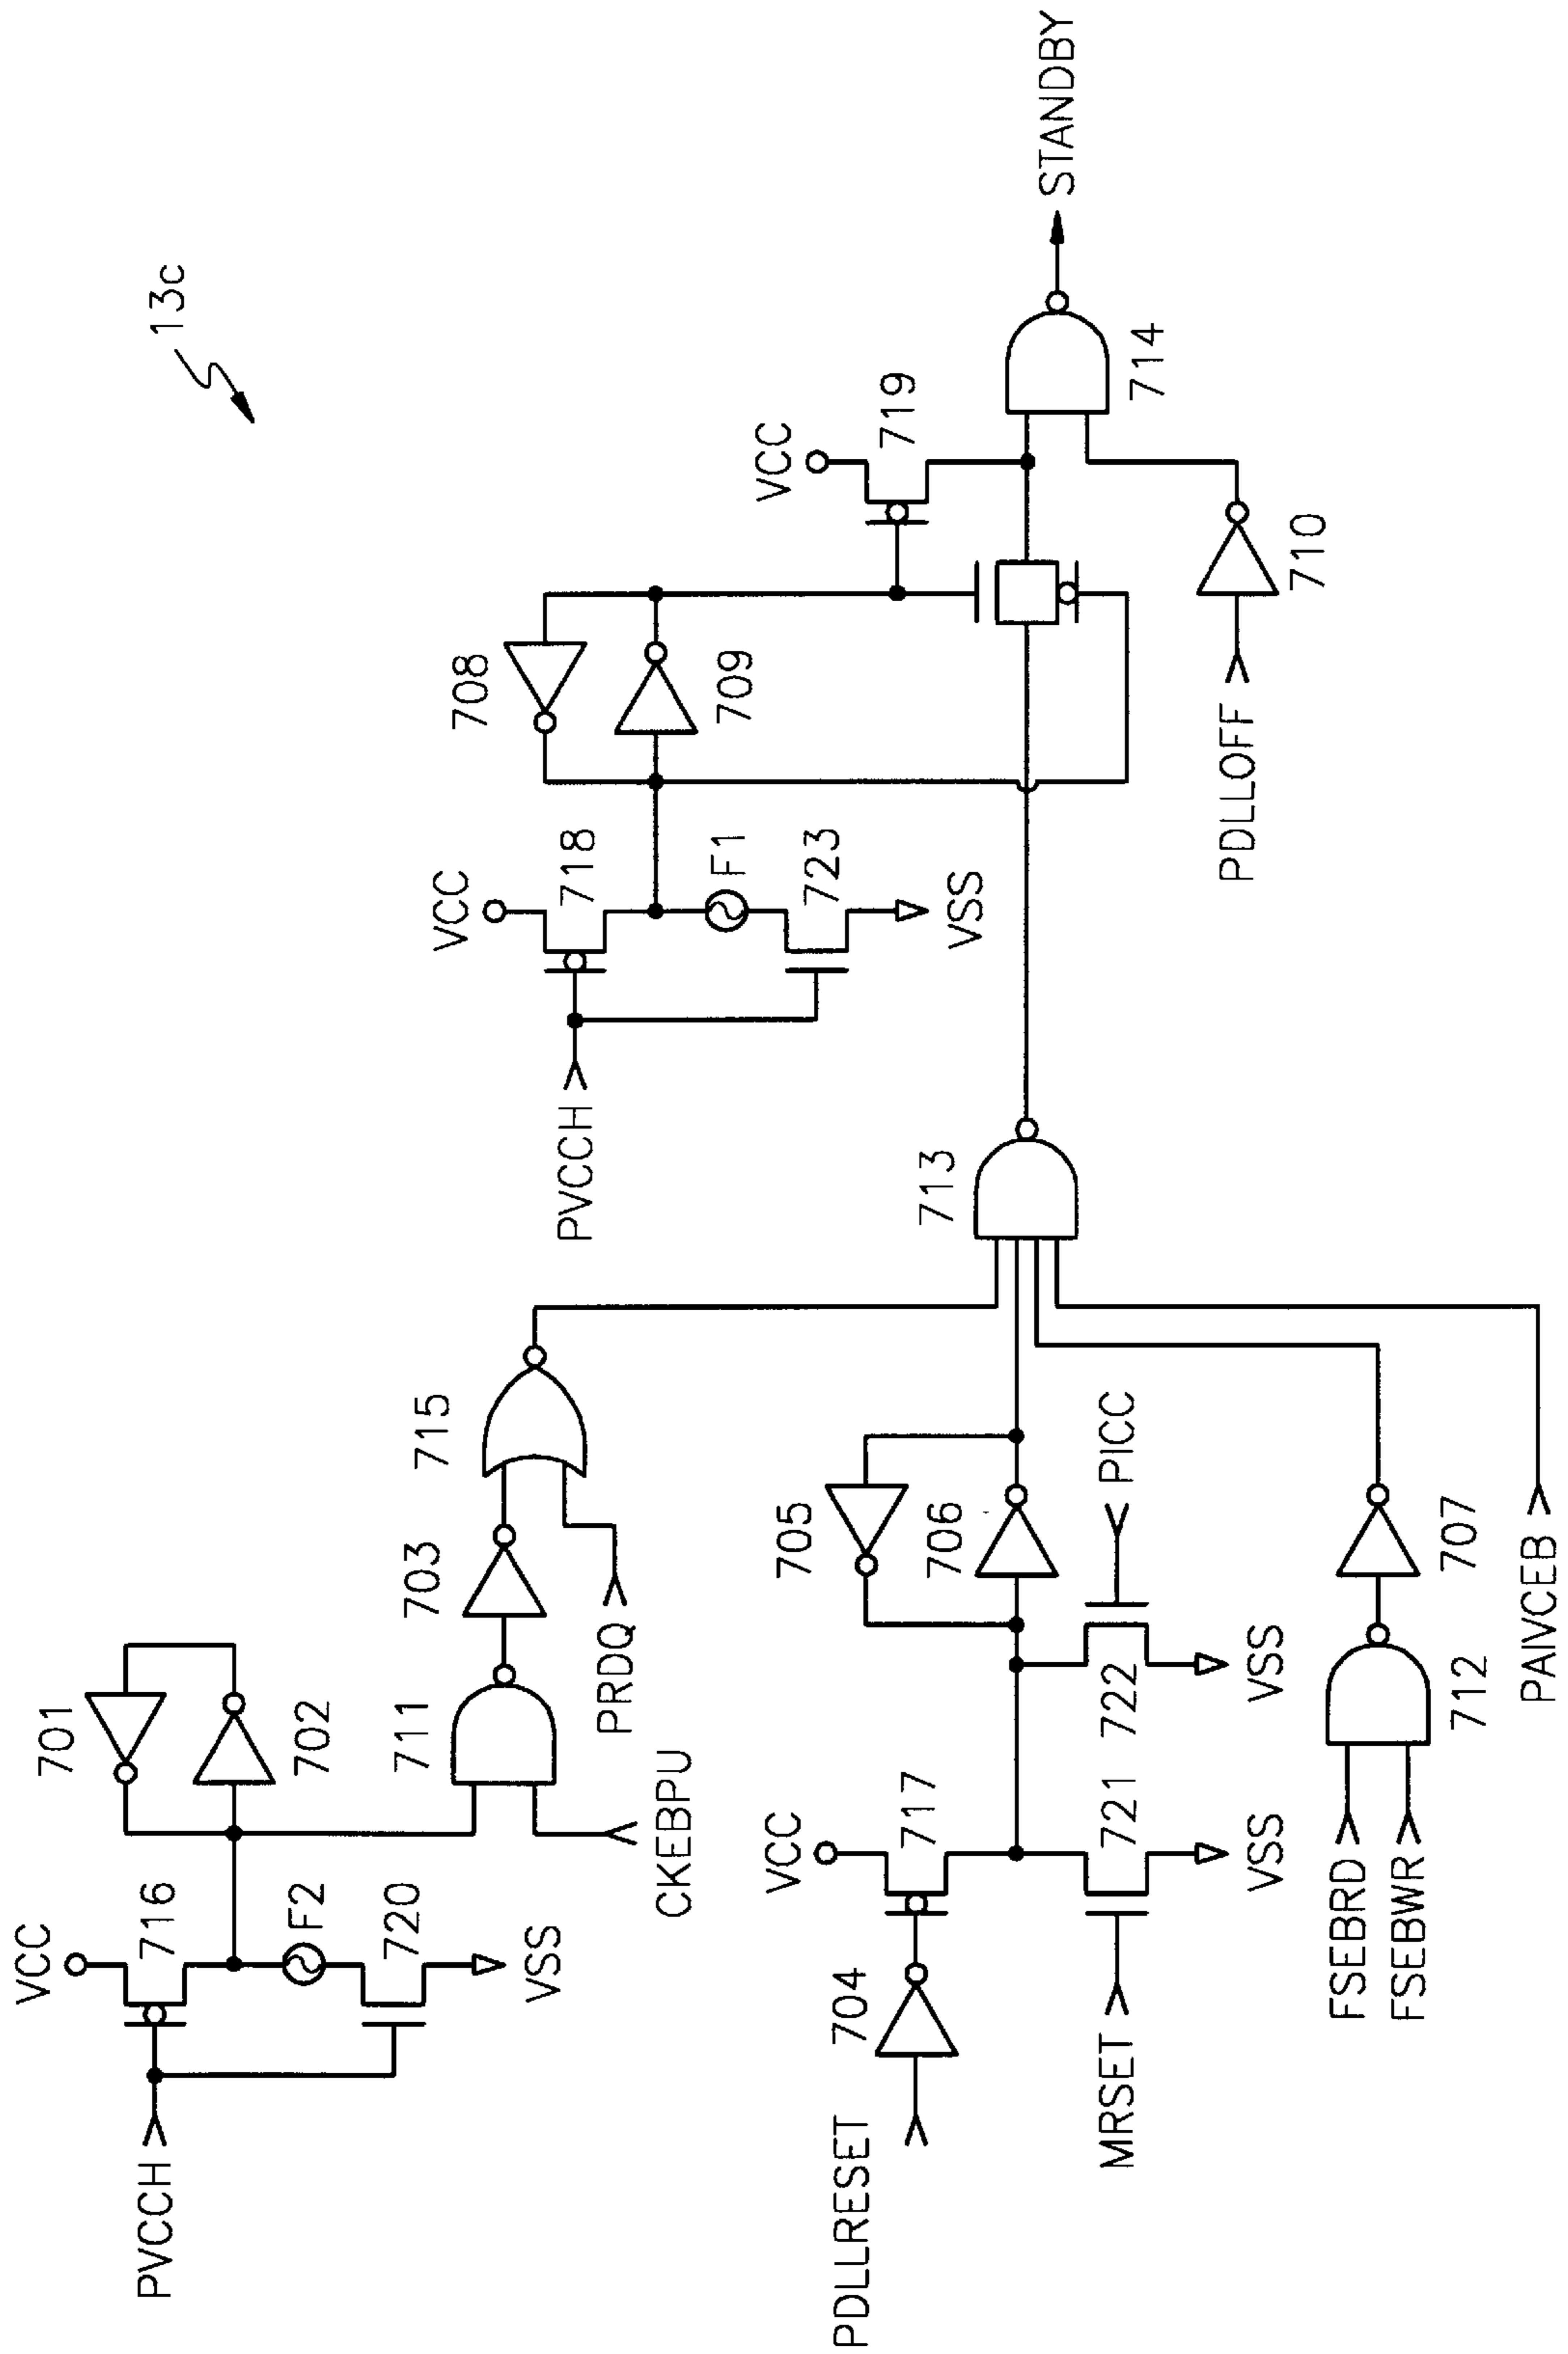 13c
VCC
716
F2
720
VSS
PVCCH
701
702
711
703
715
CKEBPU
PRDQ
PVCCH
VCC
718
F1
723
VSS
708
709
VCC
719
713
714
STANDBY
PDLLOFF
710
PDLLRESET
704
VCC
717
MRSET
721
VSS
722
VSS
PICC
705
706
FSEBRD
FSEBWR
712
707
PAIVCEB